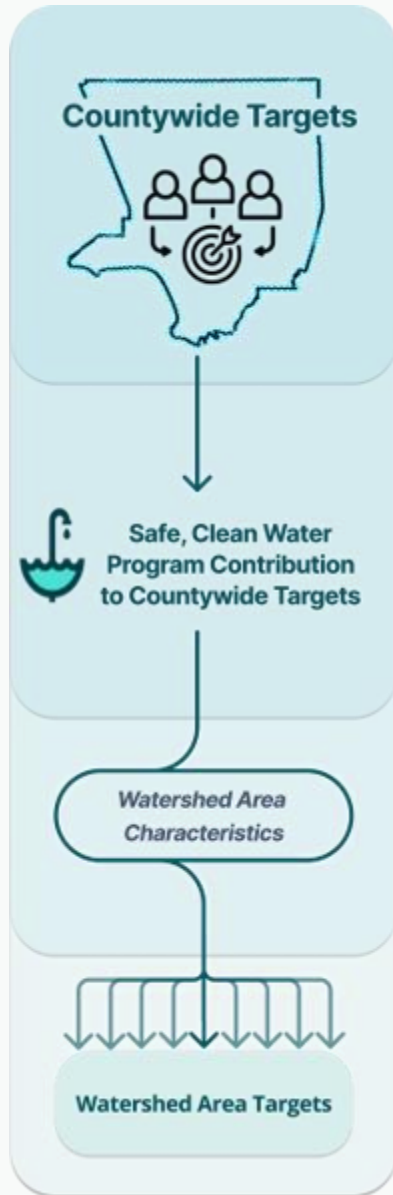 Countywide Targets
Safe, Clean Water
Program Contribution
to Countywide Targets
Watershed Area
Characteristics
Watershed Area Targets